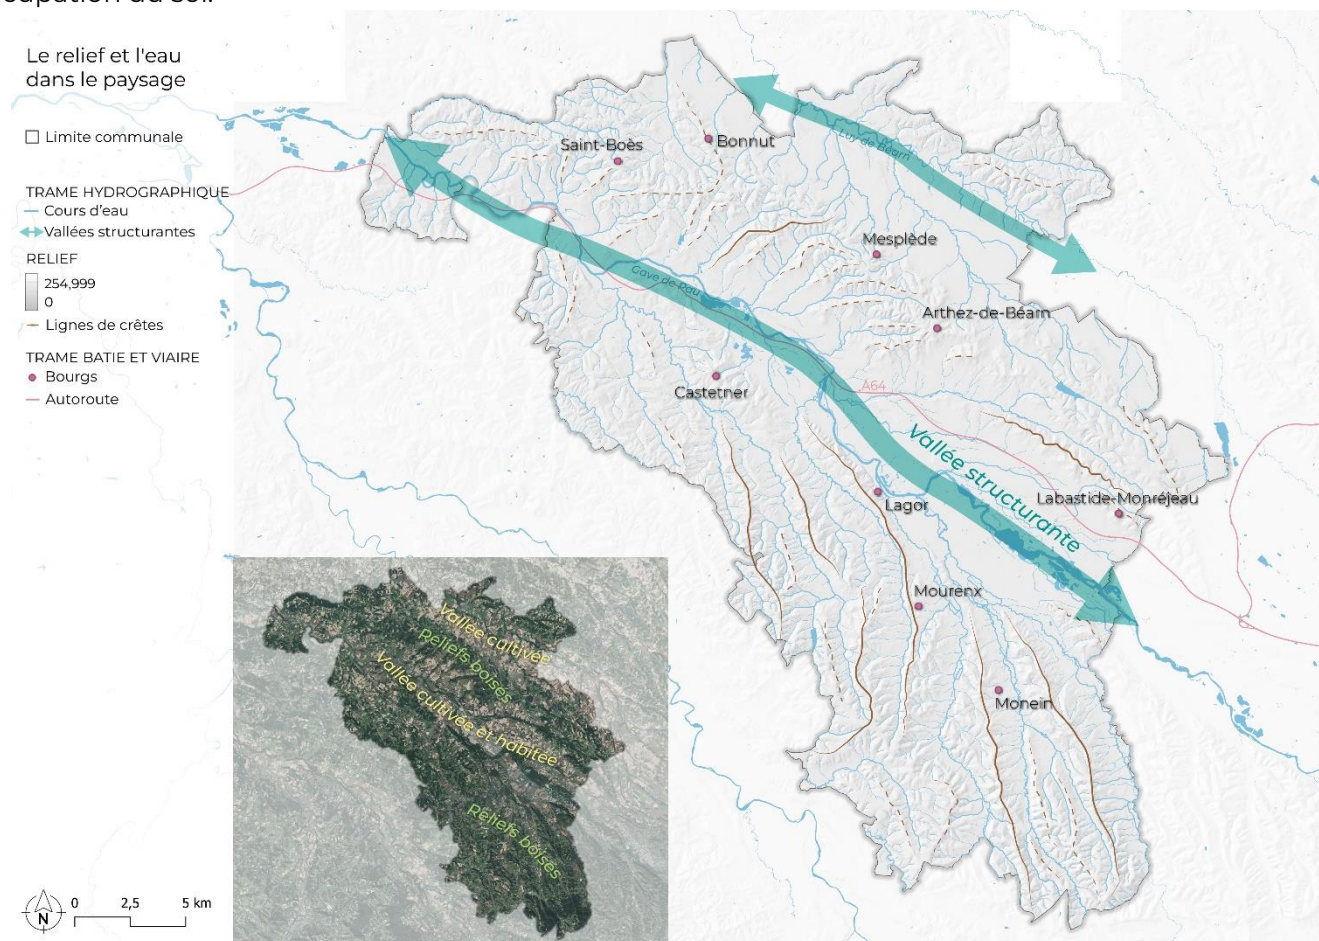 cupation du sol.
Le relief et l'eau
dans le paysage
Limite communale
TRAME HYDROGRAPHIQUE
Cours d'eau
Vallées structurantes
RELIEF
254,999
0
Lignes de crêtes
TRAME BATIE ET VIAIRE
Bourgs
Autoroute
Saint-Boès
Bonnut
Luy de Béarn
Mesplède
Gave de Pau
Arthez-de-Béarn
Castetner
A64
Vallée structurante
Lagor
Labastide-Monréjeau
Mourenx
Monein
Vallée cultivée
Reliefs boisés
Vallée cultivée et habitée
Reliefs boisés
N
0 2,5 5 km